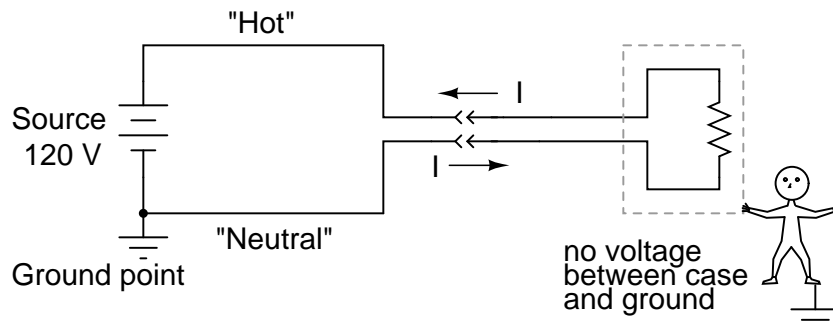 "Hot"
I
Source
120 V
I
"Neutral"
Ground point
no voltage
between case
and ground